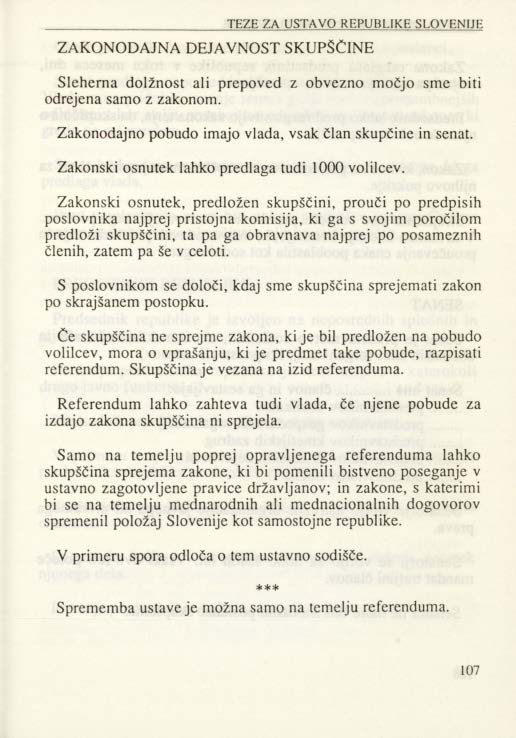 TEZE ZA USTAVO REPUBLIKE SLOVENIJE
ZAKONODAJNA DEJAVNOST SKUPŠČINE
Sleherna dolžnost ali prepoved z obvezno močjo sme biti
odrejena samo z zakonom.
Zakonodajno pobudo imajo vlada, vsak član skupčine in senat.
Zakonski osnutek lahko predlaga tudi 1000 volilcev.
Zakonski osnutek, predložen skupščini, prouči po predpisih
poslovnika najprej pristojna komisija, ki ga s svojim poročilom
predloži skupščini, ta pa ga obravnava najprej po posameznih
členih, zatem pa še v celoti.
S poslovnikom se določi, kdaj sme skupščina sprejemati zakon
po skrajšanem postopku.
Če skupščina ne sprejme zakona, ki je bil predložen na pobudo
volilcev, mora o vprašanju, ki je predmet take pobude, razpisati
referendum. Skupščina je vezana na izid referenduma.
Referendum lahko zahteva tudi vlada, če njene pobude za
izdajo zakona skupščina ni sprejela.
Samo na temelju poprej opravljenega referenduma lahko
skupščina sprejema zakone, ki bi pomenili bistveno poseganje v
ustavno zagotovljene pravice državljanov; in zakone, s katerimi
bi se na temelju mednarodnih ali mednacionalnih dogovorov
spremenil položaj Slovenije kot samostojne republike.
V primeru spora odloča o tem ustavno sodišče.
***
Sprememba ustave je možna samo na temelju referenduma.
107